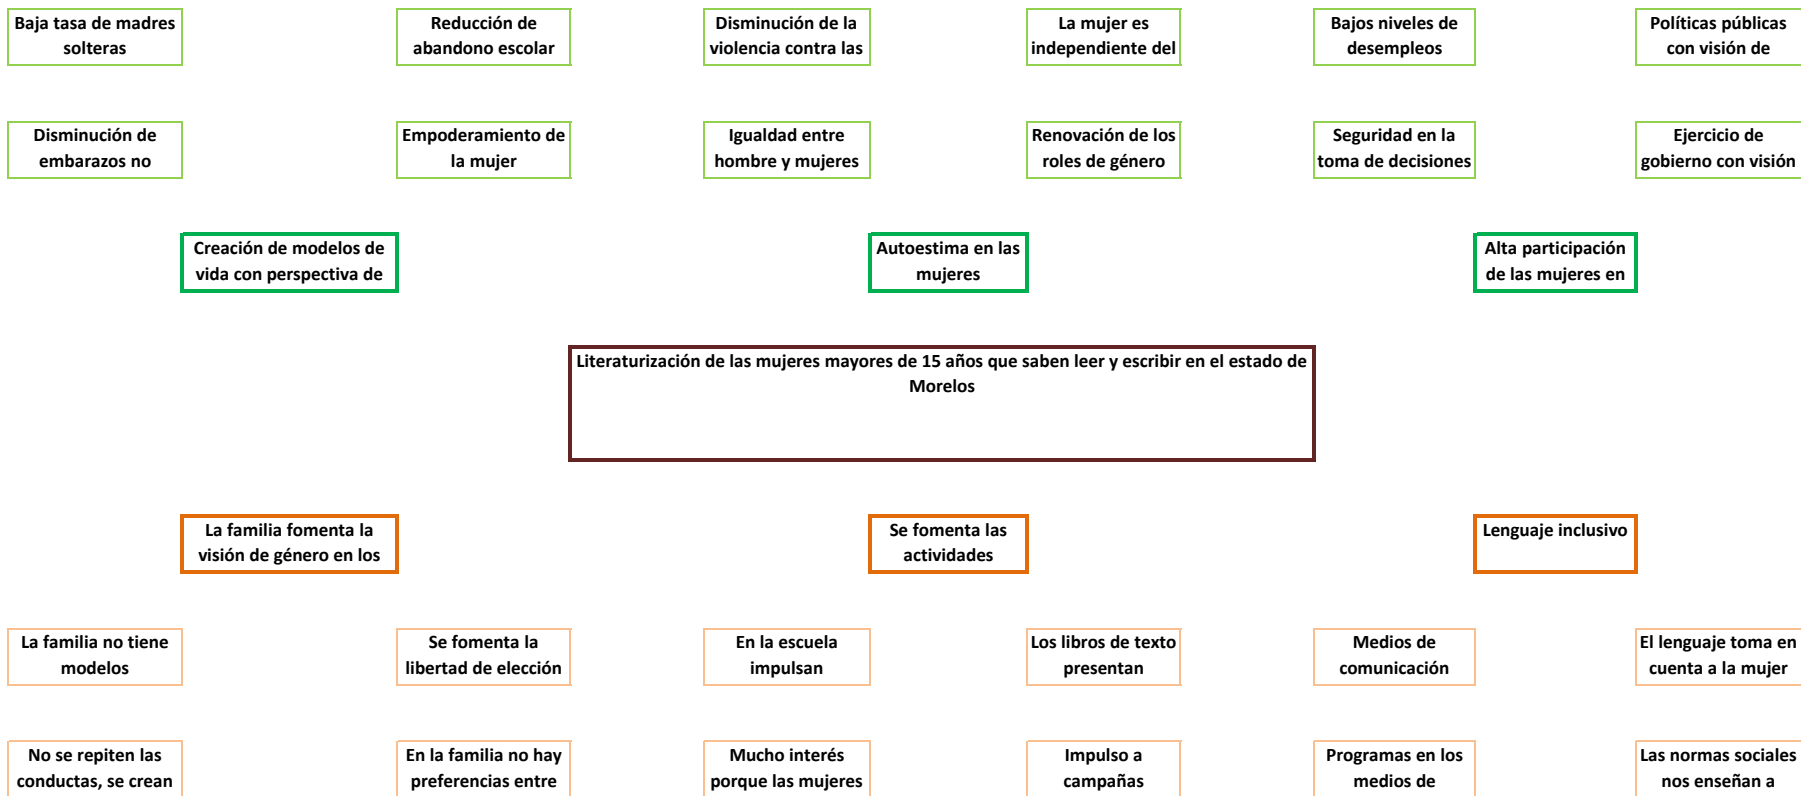 Baja tasa de madres
solteras
Reducción de
abandono escolar
Disminución de la
violencia contra las
La mujer es
independiente del
Bajos niveles de
desempleos
Políticas públicas
con visión de
Disminución de
embarazos no
Empoderamiento de
la mujer
Igualdad entre
hombre y mujeres
Renovación de los
roles de género
Seguridad en la
toma de decisiones
Ejercicio de
gobierno con visión
Creación de modelos de
vida con perspectiva de
Autoestima en las
mujeres
Alta participación
de las mujeres en
Literaturización de las mujeres mayores de 15 años que saben leer y escribir en el estado de
Morelos
La familia fomenta la
visión de género en los
Se fomenta las
actividades
Lenguaje inclusivo
La familia no tiene
modelos
Se fomenta la
libertad de elección
En la escuela
impulsan
Los libros de texto
presentan
Medios de
comunicación
El lenguaje toma en
cuenta a la mujer
No se repiten las
conductas, se crean
En la familia no hay
preferencias entre
Mucho interés
porque las mujeres
Impulso a
campañas
Programas en los
medios de
Las normas sociales
nos enseñan a